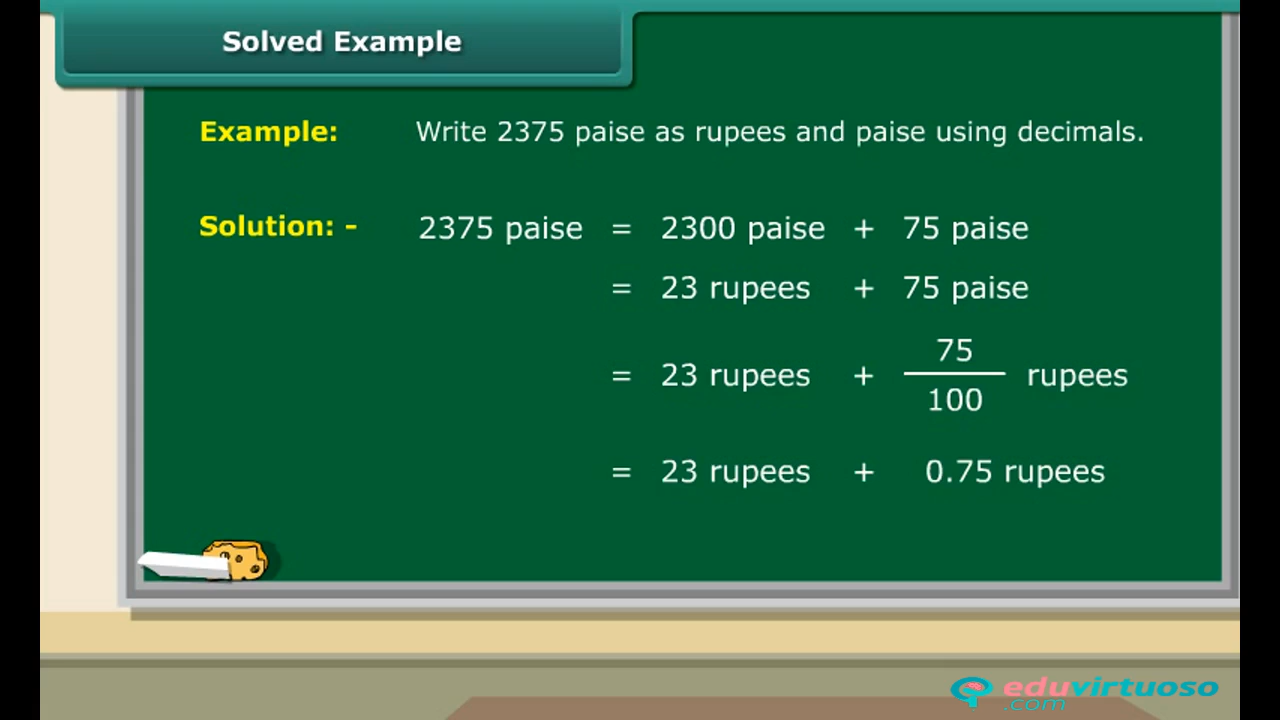 Solved Example
Example: Write 2375 paise as rupees and paise using decimals.
Solution: - 2375 paise = 2300 paise + 75 paise
= 23 rupees + 75 paise
= 23 rupees + 75/100 rupees
= 23 rupees + 0.75 rupees
eduvirtuoso
.com